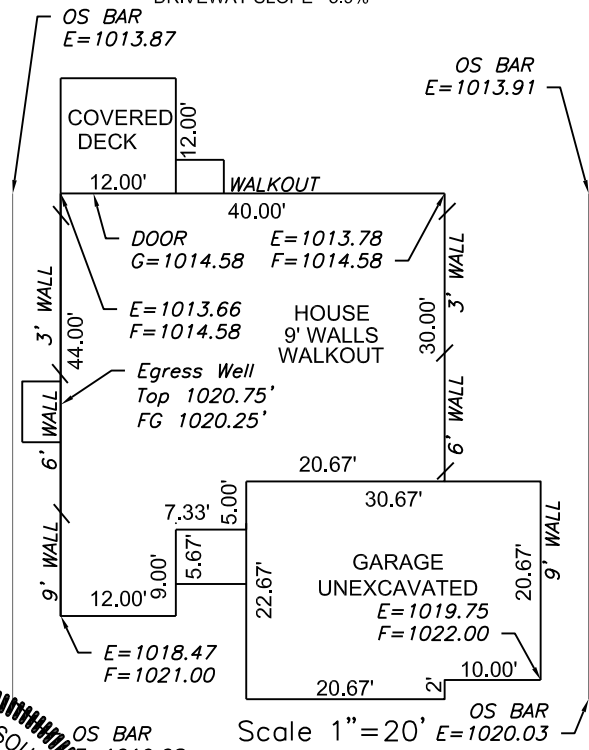 OS BAR
E=1013.87
OS BAR
E=1013.91
COVERED
DECK
12.00'
12.00'
WALKOUT
40.00'
DOOR
G=1014.58
E=1013.78
F=1014.58
3' WALL
44.00'
E=1013.66
F=1014.58
HOUSE
9' WALLS
WALKOUT
30.00'
3' WALL
Egress Well
Top 1020.75'
FG 1020.25'
6' WALL
6' WALL
20.67'
30.67'
7.33'
5.00'
9' WALL
9.00'
5.67'
12.00'
22.67'
GARAGE
UNEXCAVATED
20.67'
9' WALL
E=1019.75
F=1022.00
E=1018.47
F=1021.00
10.00'
20.67'
2'
OS BAR
Scale 1"=20'
OS BAR
E=1020.03